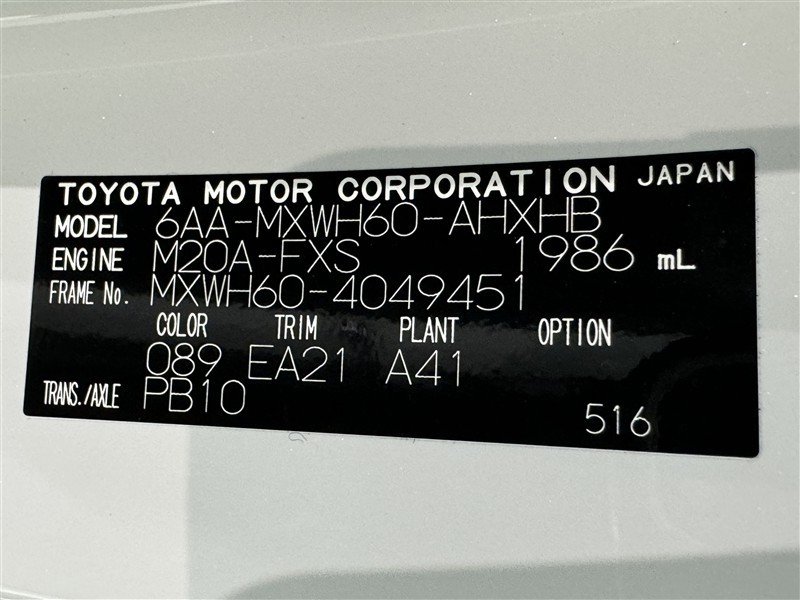 TOYOTA MOTOR CORPORATION JAPAN
MODEL 6AA-MXWH60-AHXHB
ENGINE M20A-FXS 1986 mL
FRAME No. MXWH60-4049451
COLOR TRIM PLANT OPTION
089 EA21 A41
TRANS./AXLE PB10
516